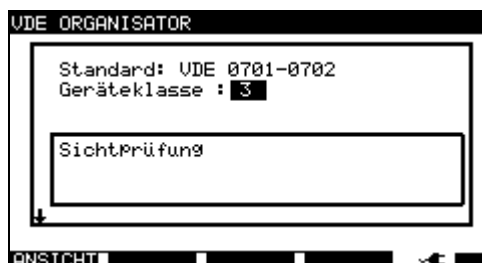 VDE ORGANISATOR
Standard: VDE 0701-0702
Geräteklasse : 3
Sichtprüfung
ANSICHT